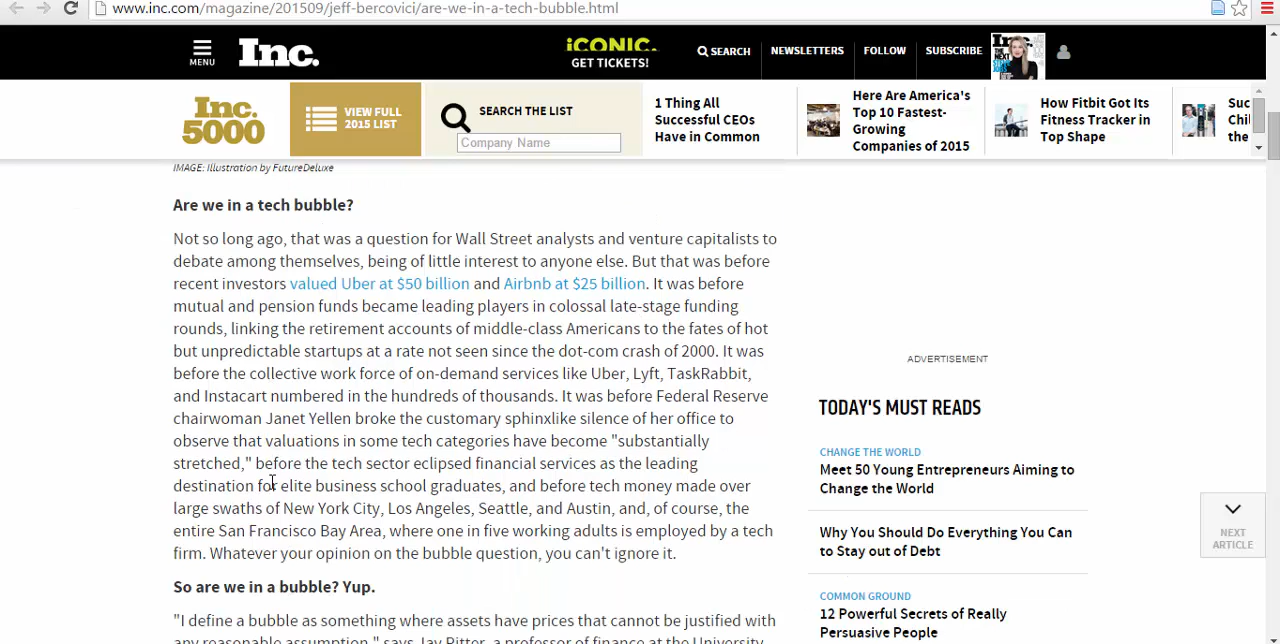 www.inc.com/magazine/201509/jeff-bercovici/are-we-in-a-tech-bubble.html
MENU
Inc.
iCONIC.
GET TICKETS!
SEARCH
NEWSLETTERS
FOLLOW
SUBSCRIBE
Inc.
5000
VIEW FULL
2015 LIST
SEARCH THE LIST
Company Name
1 Thing All
Successful CEOs
Have in Common
Here Are America's
Top 10 Fastest-
Growing
Companies of 2015
How Fitbit Got Its
Fitness Tracker in
Top Shape
Suc
Chil
the
IMAGE: Illustration by FutureDeluxe
Are we in a tech bubble?
Not so long ago, that was a question for Wall Street analysts and venture capitalists to
debate among themselves, being of little interest to anyone else. But that was before
recent investors valued Uber at $50 billion and Airbnb at $25 billion. It was before
mutual and pension funds became leading players in colossal late-stage funding
rounds, linking the retirement accounts of middle-class Americans to the fates of hot
but unpredictable startups at a rate not seen since the dot-com crash of 2000. It was
before the collective work force of on-demand services like Uber, Lyft, TaskRabbit,
and Instacart numbered in the hundreds of thousands. It was before Federal Reserve
chairwoman Janet Yellen broke the customary sphinxlike silence of her office to
observe that valuations in some tech categories have become "substantially
stretched," before the tech sector eclipsed financial services as the leading
destination for elite business school graduates, and before tech money made over
large swaths of New York City, Los Angeles, Seattle, and Austin, and, of course, the
entire San Francisco Bay Area, where one in five working adults is employed by a tech
firm. Whatever your opinion on the bubble question, you can't ignore it.
So are we in a bubble? Yup.
"I define a bubble as something where assets have prices that cannot be justified with
any reasonable assumption," says Jay Ritter, a professor of finance at the University
ADVERTISEMENT
TODAY'S MUST READS
CHANGE THE WORLD
Meet 50 Young Entrepreneurs Aiming to
Change the World
Why You Should Do Everything You Can
to Stay out of Debt
COMMON GROUND
12 Powerful Secrets of Really
Persuasive People
NEXT
ARTICLE